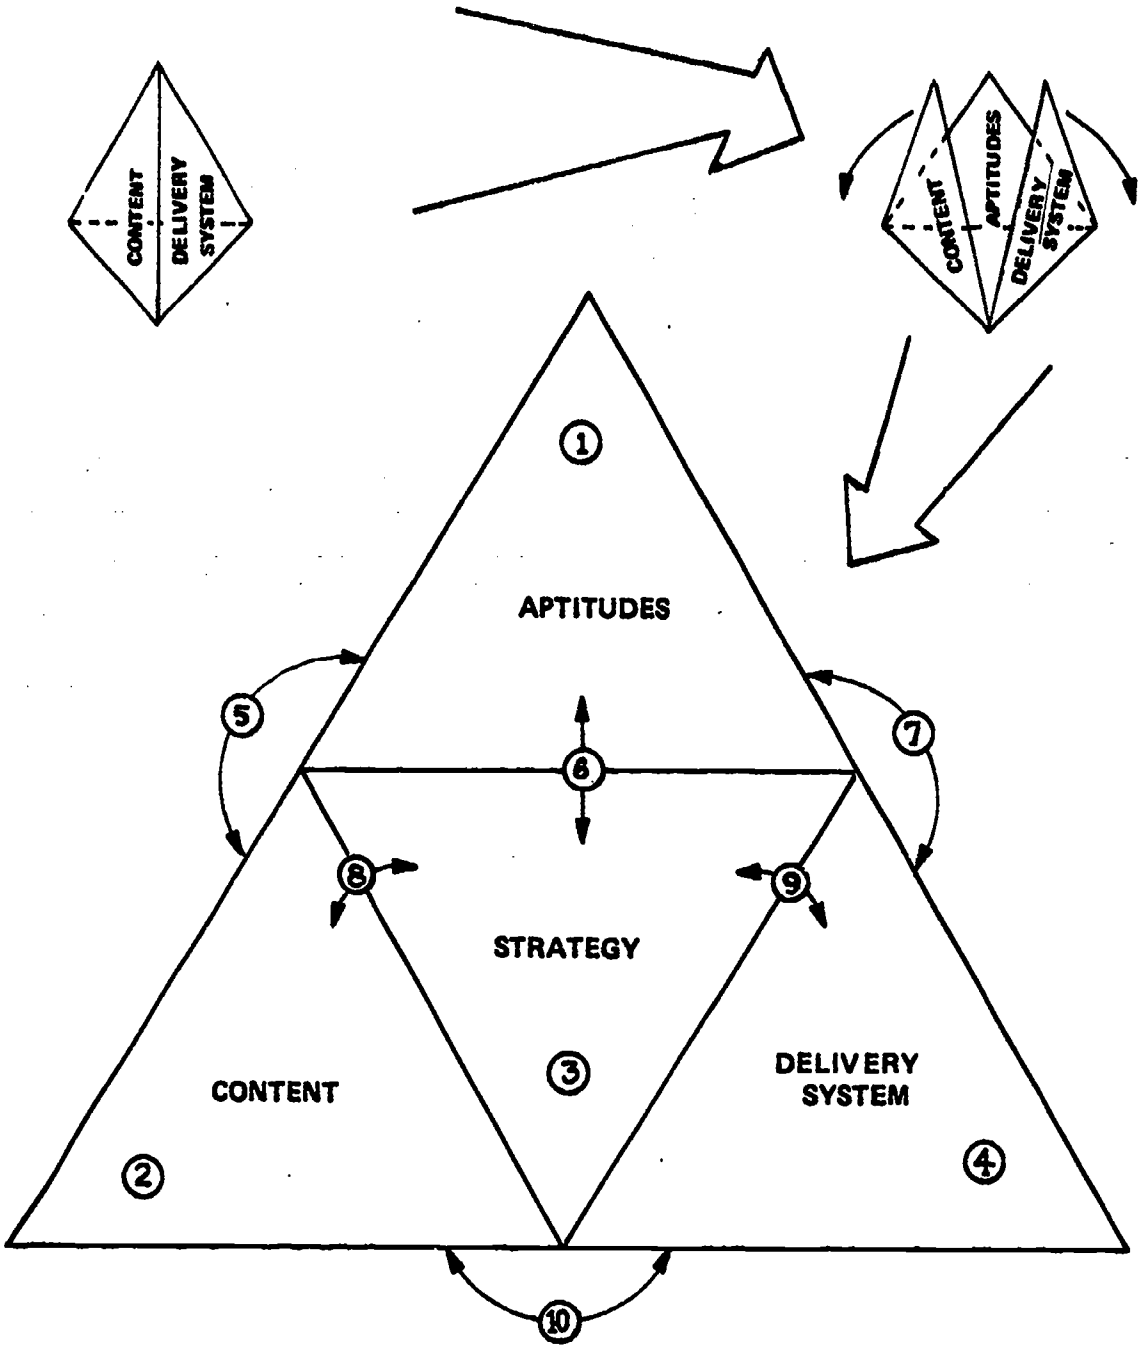 CONTENT
DELIVERY
SYSTEM
CONTENT
APTITUDES
DELIVERY
SYSTEM
1
APTITUDES
5
7
6
8
9
STRATEGY
3
DELIVERY
SYSTEM
CONTENT
4
2
10